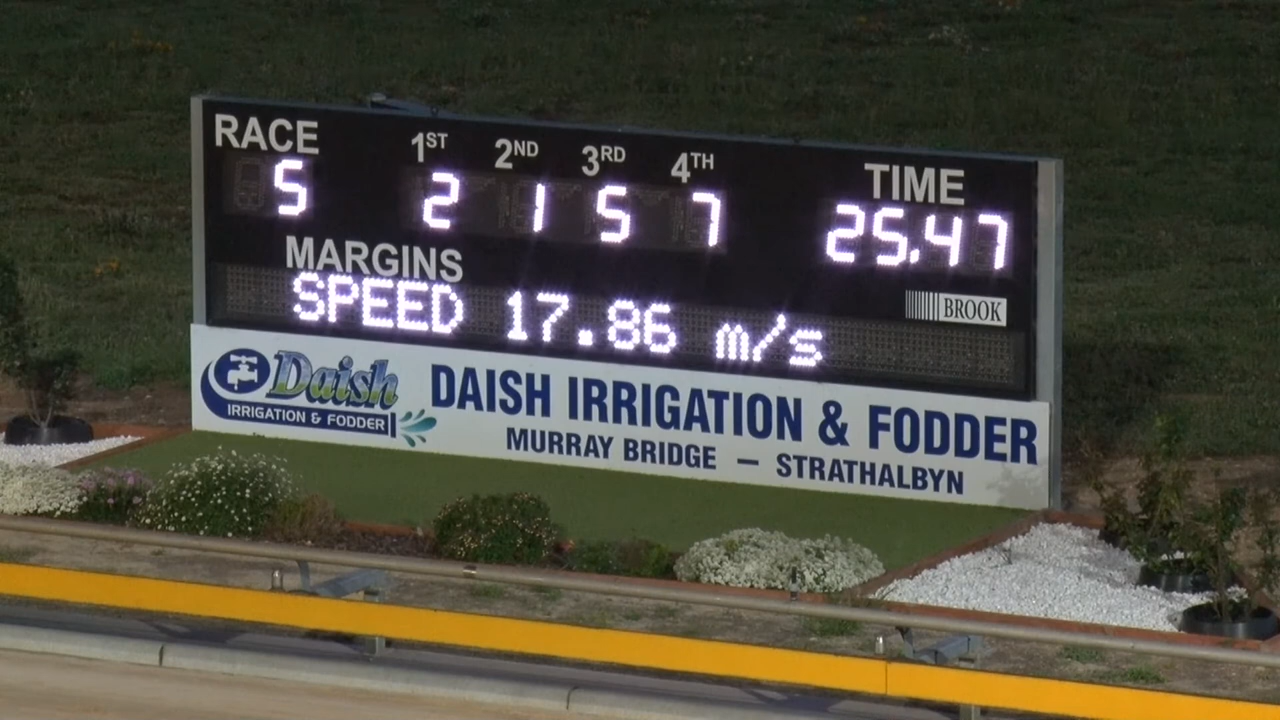 RACE 1ST 2ND 3RD 4TH TIME
5 2 1 5 7 25.47
MARGINS
SPEED 17.86 m/s
BROOK
Daish
IRRIGATION & FODDER
DAISH IRRIGATION & FODDER
MURRAY BRIDGE — STRATHALBYN